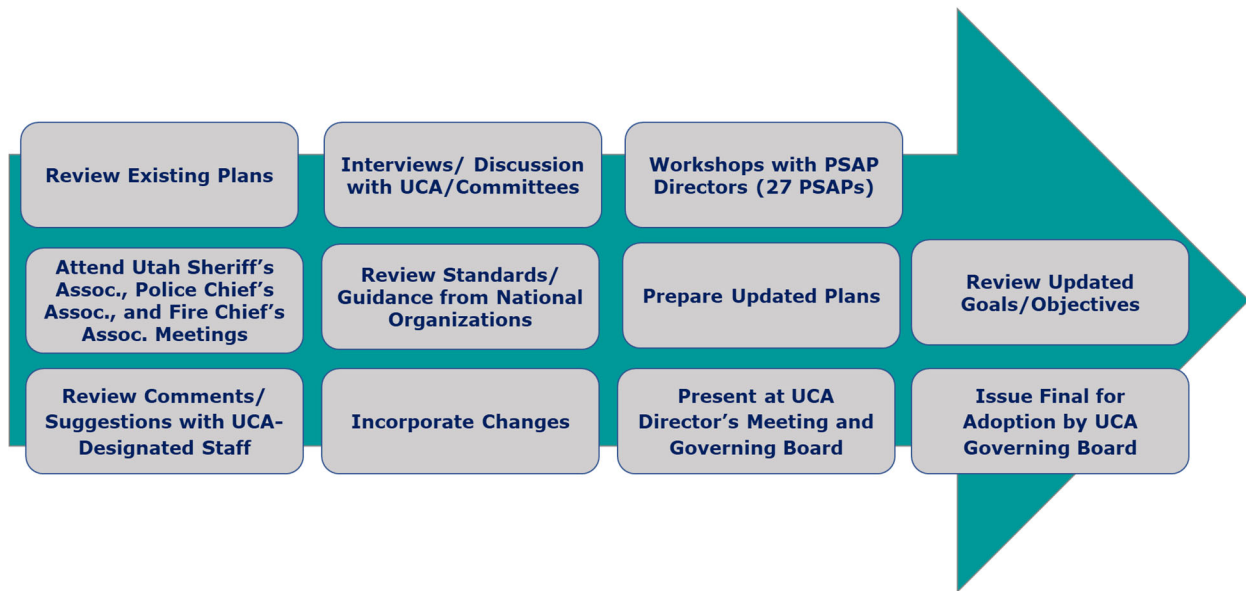 Review Existing Plans
Interviews/ Discussion
with UCA/Committees
Workshops with PSAP
Directors (27 PSAPs)
Attend Utah Sheriff's
Assoc., Police Chief's
Assoc., and Fire Chief's
Assoc. Meetings
Review Standards/
Guidance from National
Organizations
Prepare Updated Plans
Review Updated
Goals/Objectives
Review Comments/
Suggestions with UCA-
Designated Staff
Incorporate Changes
Present at UCA
Director's Meeting and
Governing Board
Issue Final for
Adoption by UCA
Governing Board